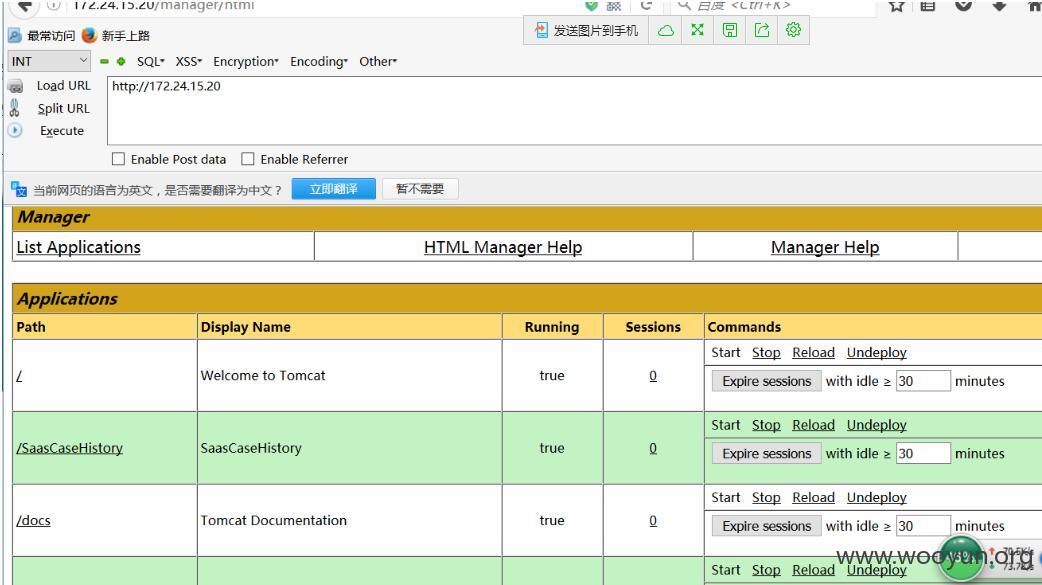 172.24.15.20/manager/html
百度 <Ctrl+K>
最常访问 新手上路
发送图片到手机
INT SQL▾ XSS▾ Encryption▾ Encoding▾ Other▾
Load URL
http://172.24.15.20
Split URL
Execute
Enable Post data Enable Referrer
当前网页的语言为英文，是否需要翻译为中文？ 立即翻译 暂不需要
Manager
List Applications HTML Manager Help Manager Help
Applications
Path Display Name Running Sessions Commands
Start Stop Reload Undeploy
/ Welcome to Tomcat true 0
Expire sessions with idle ≥ 30 minutes
Start Stop Reload Undeploy
/SaasCaseHistory SaasCaseHistory true 0
Expire sessions with idle ≥ 30 minutes
Start Stop Reload Undeploy
/docs Tomcat Documentation true 0
Expire sessions with idle ≥ 30 minutes
Start Stop Reload Undeploy
www.wooyun.org